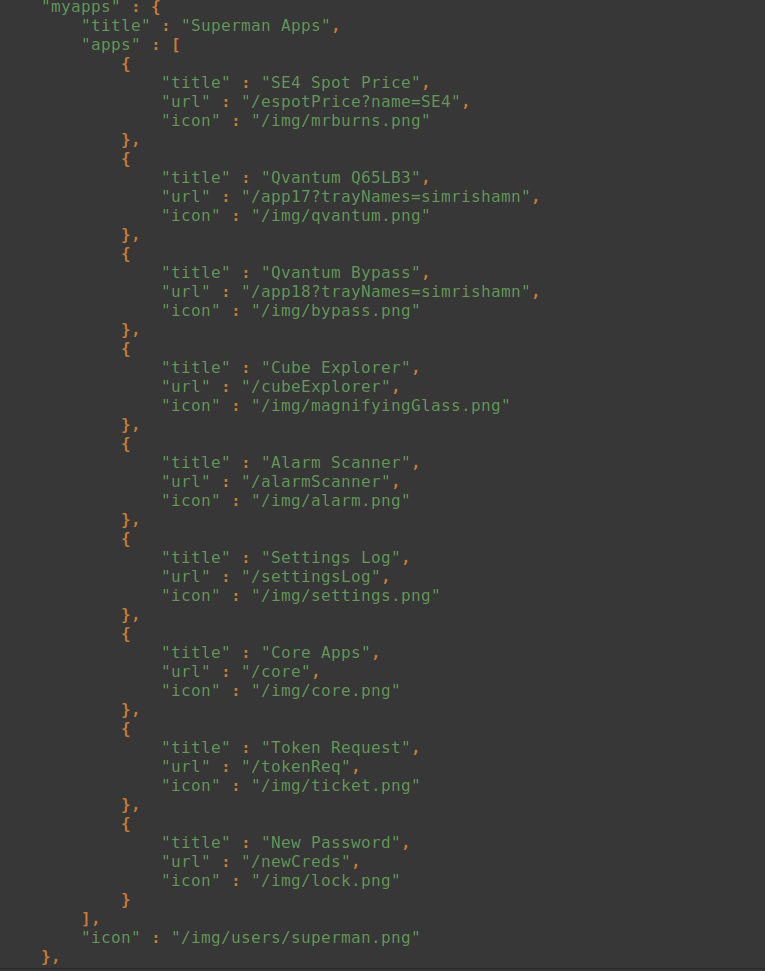 "myapps" : {
"title" : "Superman Apps",
"apps" : [
{
"title" : "SE4 Spot Price",
"url" : "/espotPrice?name=SE4",
"icon" : "/img/mrburns.png"
},
{
"title" : "Qvantum Q65LB3",
"url" : "/app17?trayNames=simrishamn",
"icon" : "/img/qvantum.png"
},
{
"title" : "Qvantum Bypass",
"url" : "/app18?trayNames=simrishamn",
"icon" : "/img/bypass.png"
},
{
"title" : "Cube Explorer",
"url" : "/cubeExplorer",
"icon" : "/img/magnifyingGlass.png"
},
{
"title" : "Alarm Scanner",
"url" : "/alarmScanner",
"icon" : "/img/alarm.png"
},
{
"title" : "Settings Log",
"url" : "/settingsLog",
"icon" : "/img/settings.png"
},
{
"title" : "Core Apps",
"url" : "/core",
"icon" : "/img/core.png"
},
{
"title" : "Token Request",
"url" : "/tokenReq",
"icon" : "/img/ticket.png"
},
{
"title" : "New Password",
"url" : "/newCreds",
"icon" : "/img/lock.png"
}
],
"icon" : "/img/users/superman.png"
},